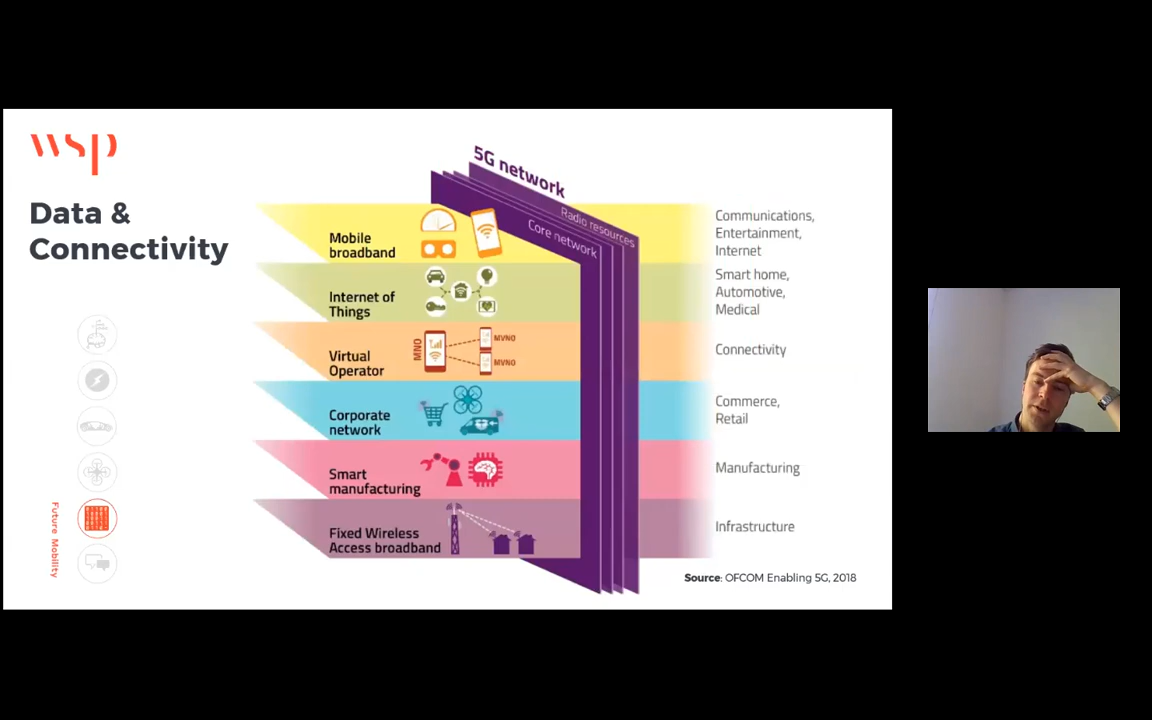 wsp
Data &
Connectivity
Future Mobility
5G network
Radio resources
Core network
Mobile
broadband
Communications,
Entertainment,
Internet
Internet of
Things
Smart home,
Automotive,
Medical
Virtual
Operator
MNO
MVNO
MVNO
Connectivity
Corporate
network
Commerce,
Retail
Smart
manufacturing
Manufacturing
Fixed Wireless
Access broadband
Infrastructure
Source: OFCOM Enabling 5G, 2018